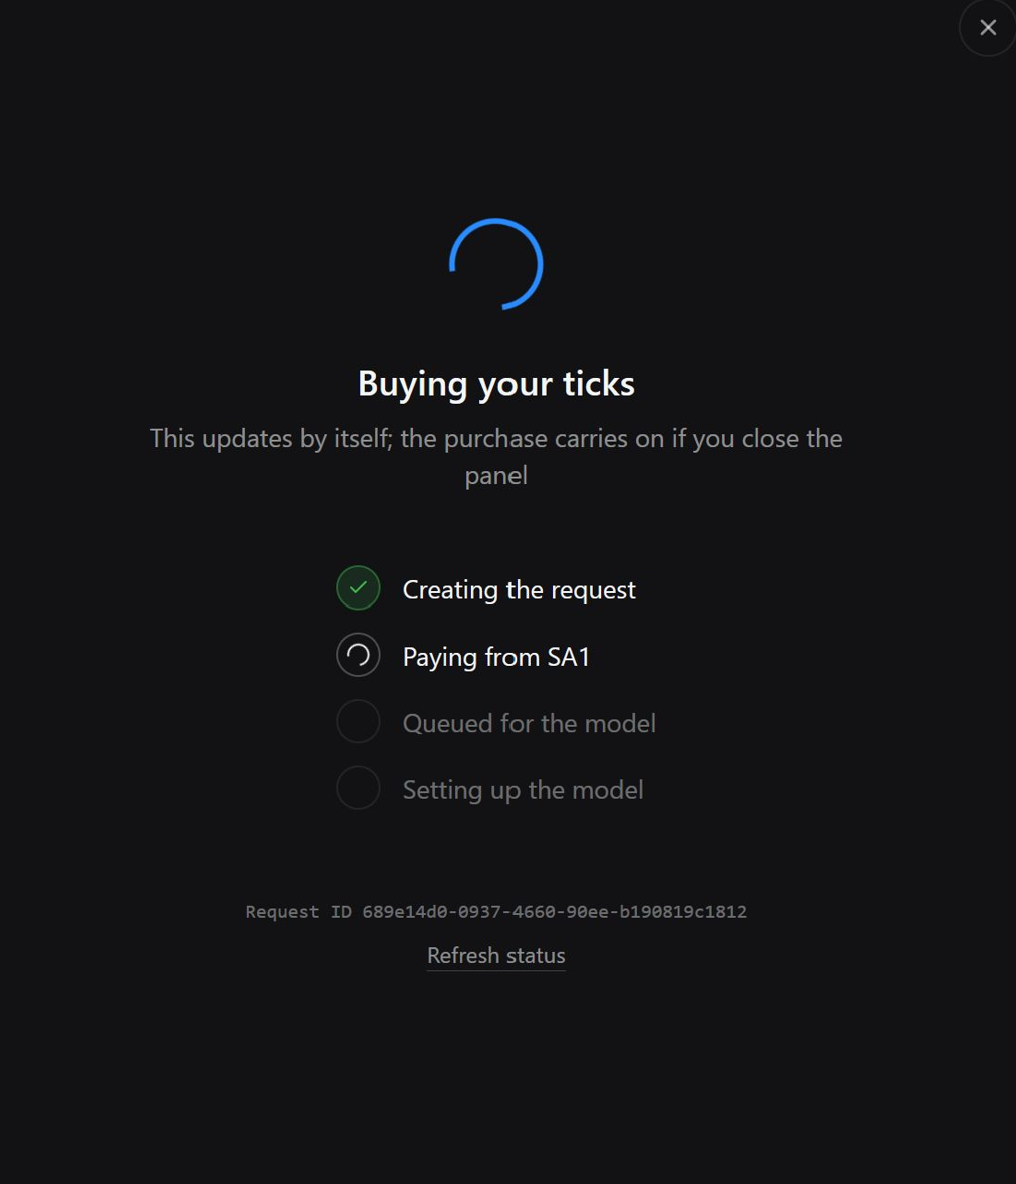 Buying your ticks
This updates by itself; the purchase carries on if you close the
panel
Creating the request
Paying from SA1
Queued for the model
Setting up the model
Request ID 689e14d0-0937-4660-90ee-b190819c1812
Refresh status